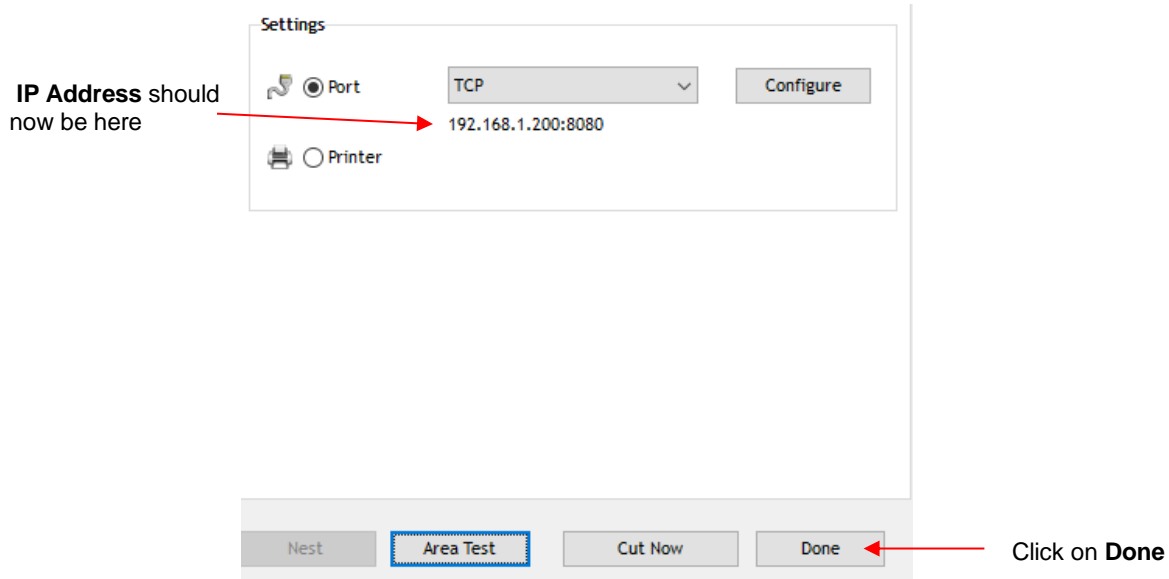 Settings
Port
TCP
Configure
IP Address should
now be here
192.168.1.200:8080
Printer
Nest
Area Test
Cut Now
Done
Click on Done